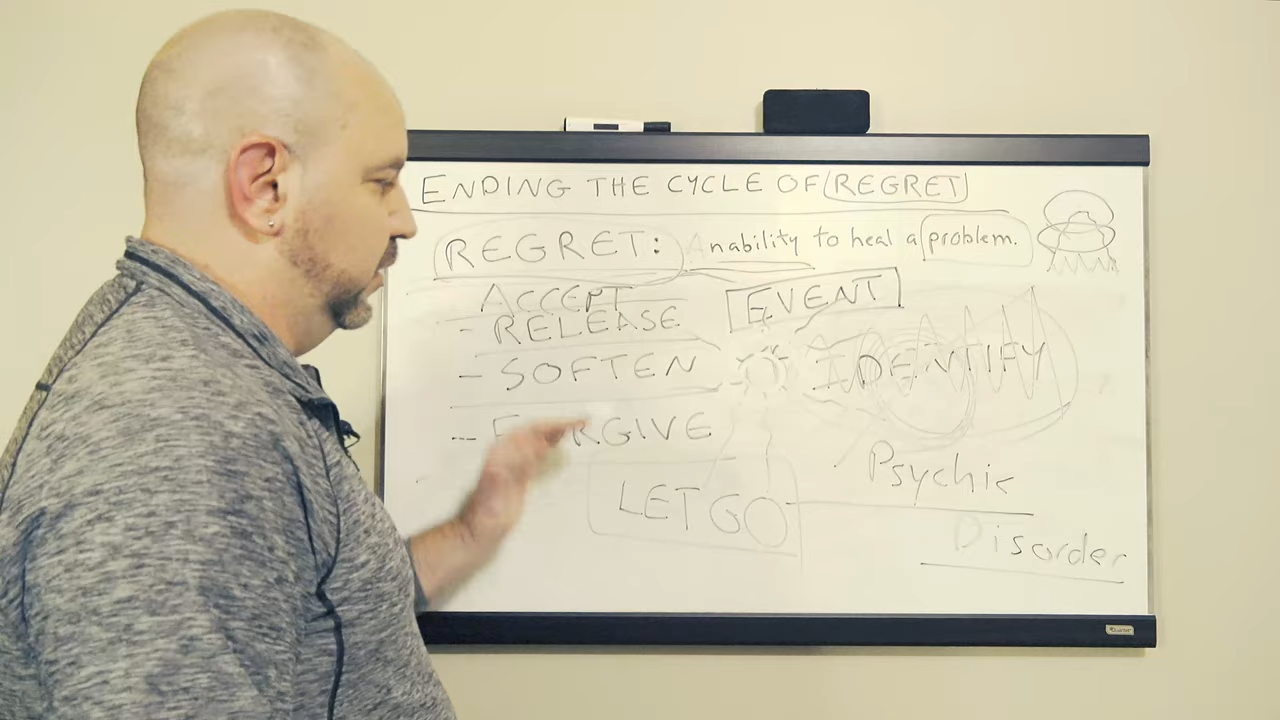 ENDING THE CYCLE OF REGRET
REGRET: Inability to heal a problem.
ACCEPT
- RELEASE
- SOFTEN
- FORGIVE
LET GO
EVENT
IDENTIFY
Psychic
Disorder